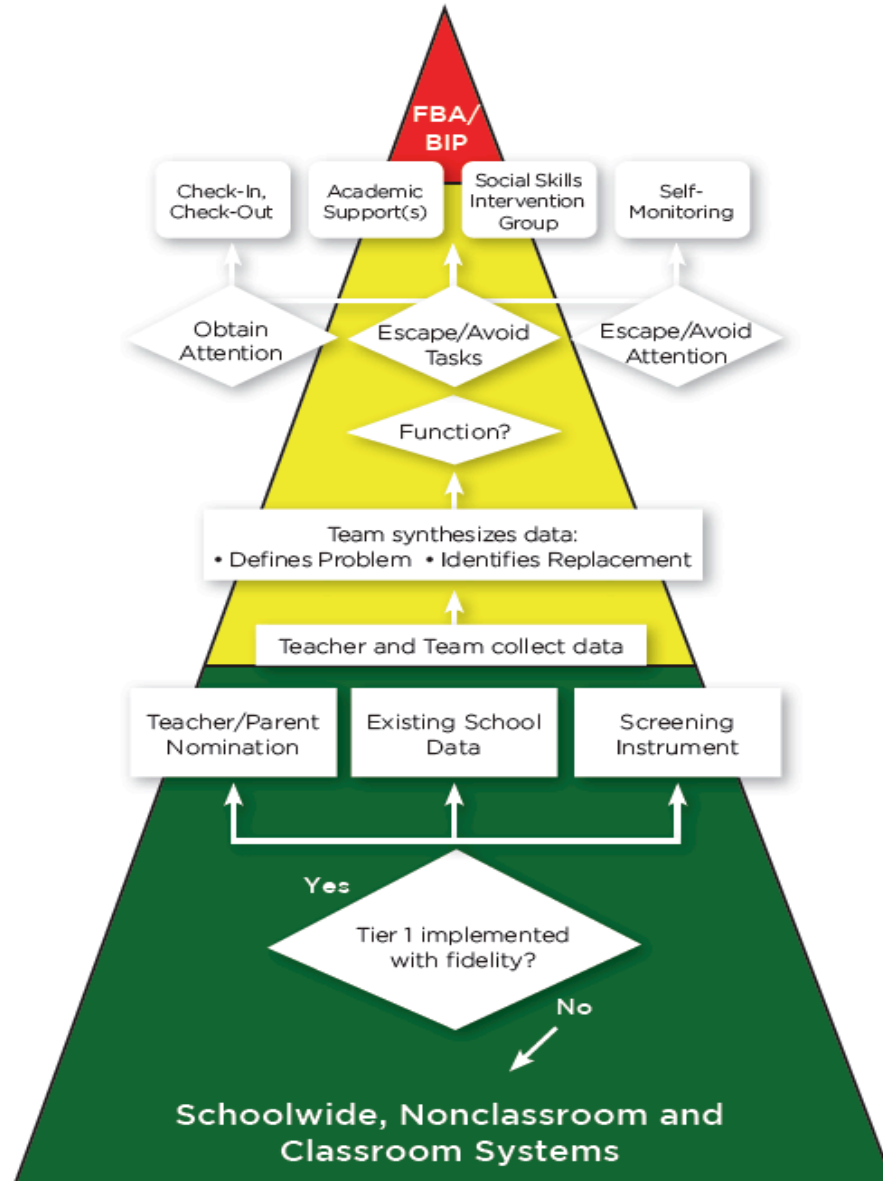 FBA/
BIP
Check-In,
Check-Out
Academic
Support(s)
Social Skills
Intervention
Group
Self-
Monitoring
Obtain
Attention
Escape/Avoid
Tasks
Escape/Avoid
Attention
Function?
Team synthesizes data:
• Defines Problem • Identifies Replacement
Teacher and Team collect data
Teacher/Parent
Nomination
Existing School
Data
Screening
Instrument
Yes
Tier 1 implemented
with fidelity?
No
Schoolwide, Nonclassroom and
Classroom Systems